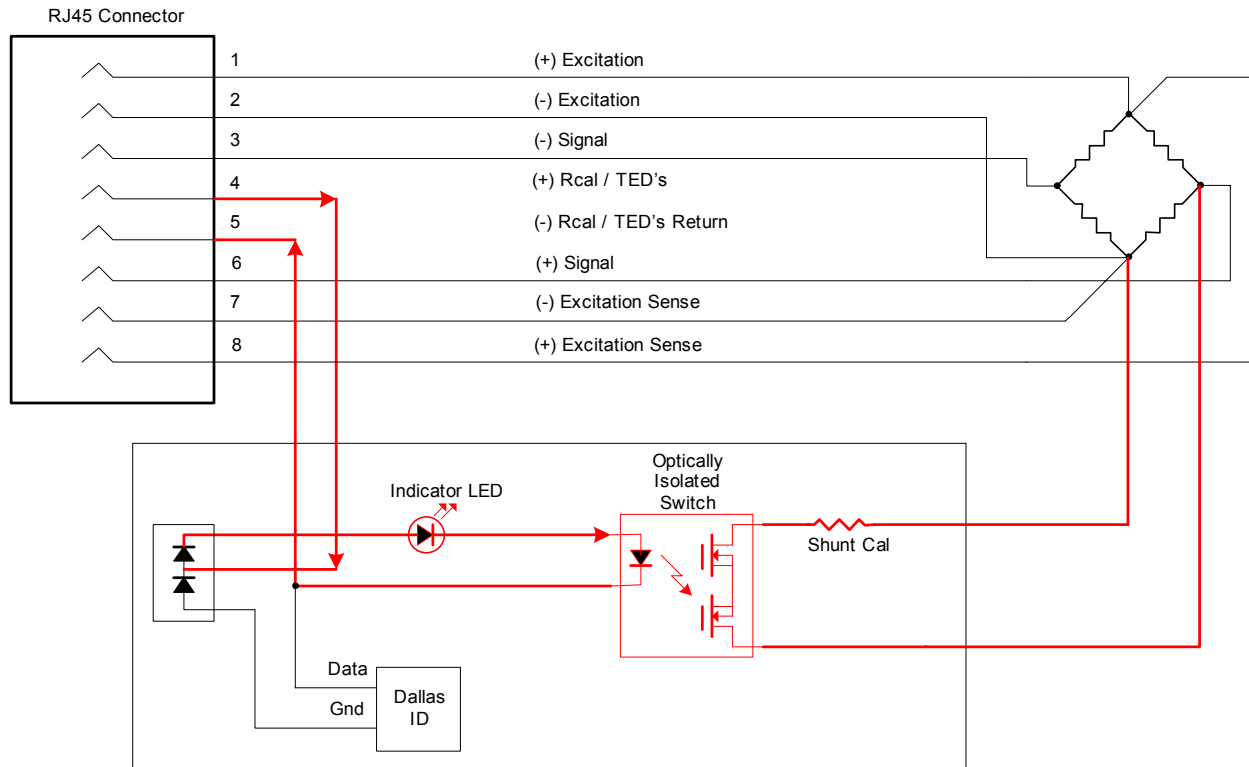 RJ45 Connector
1 (+) Excitation
2 (-) Excitation
3 (-) Signal
4 (+) Rcal / TED's
5 (-) Rcal / TED's Return
6 (+) Signal
7 (-) Excitation Sense
8 (+) Excitation Sense
Indicator LED
Optically
Isolated
Switch
Shunt Cal
Data
Gnd
Dallas
ID